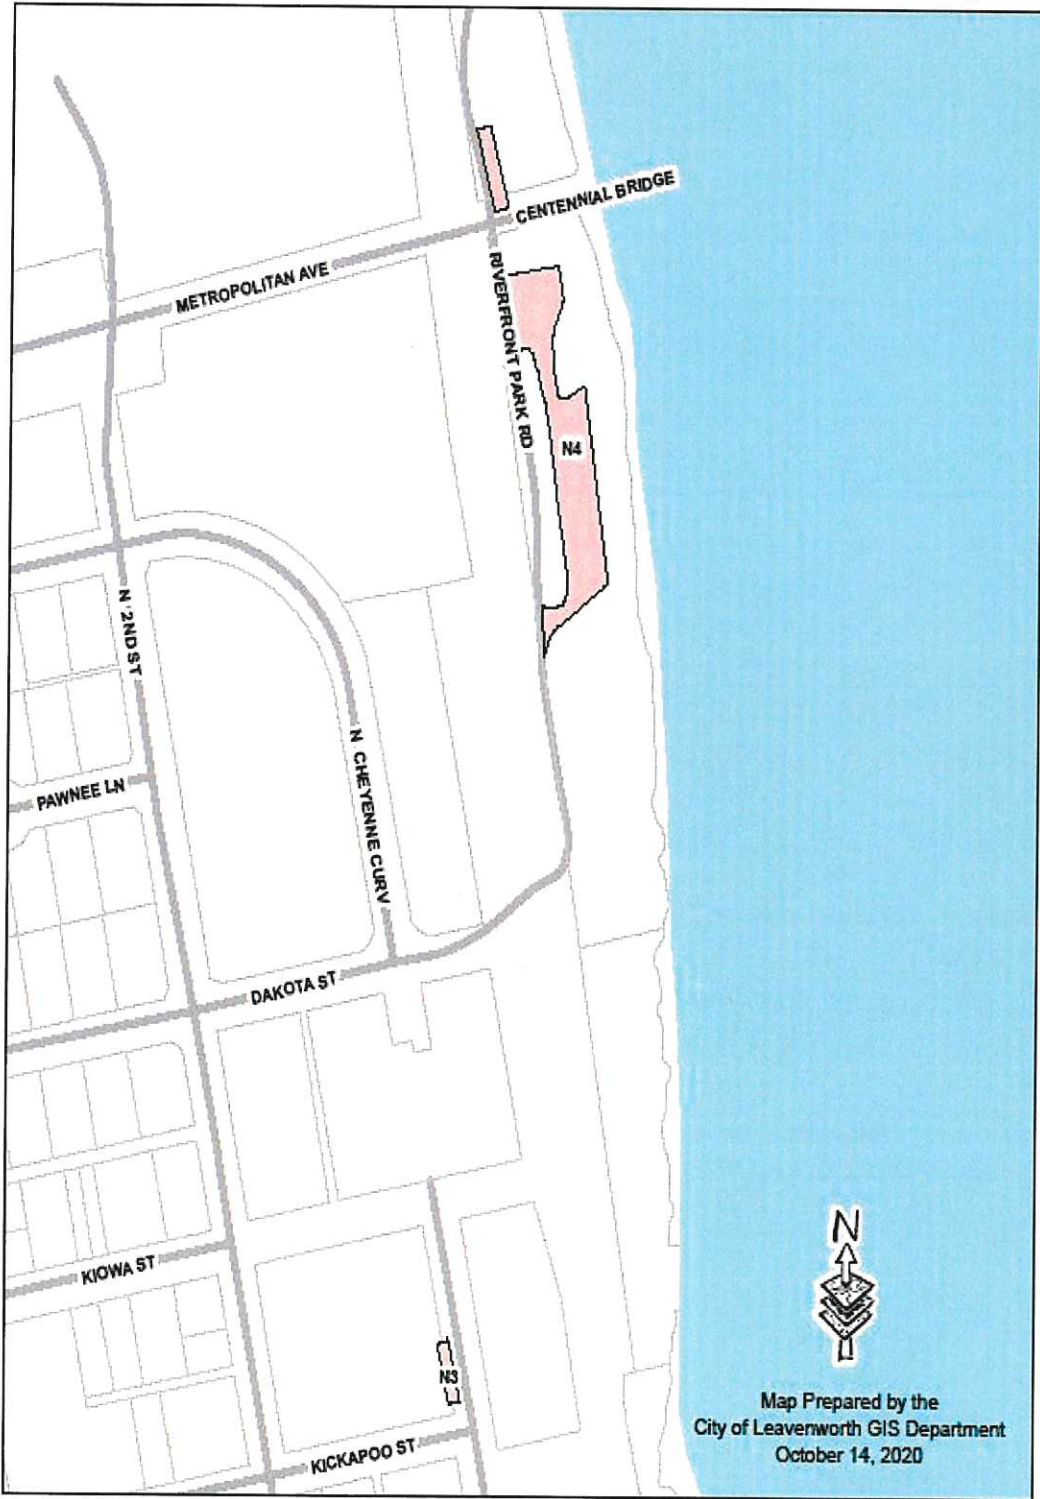 CENTENNIAL BRIDGE
METROPOLITAN AVE
RIVERFRONT PARK RD
N4
N 2ND ST
N CHEYENNE CURV
PAWNEE LN
DAKOTA ST
KIOWA ST
N
N3
KICKAPOO ST
Map Prepared by the
City of Leavenworth GIS Department
October 14, 2020